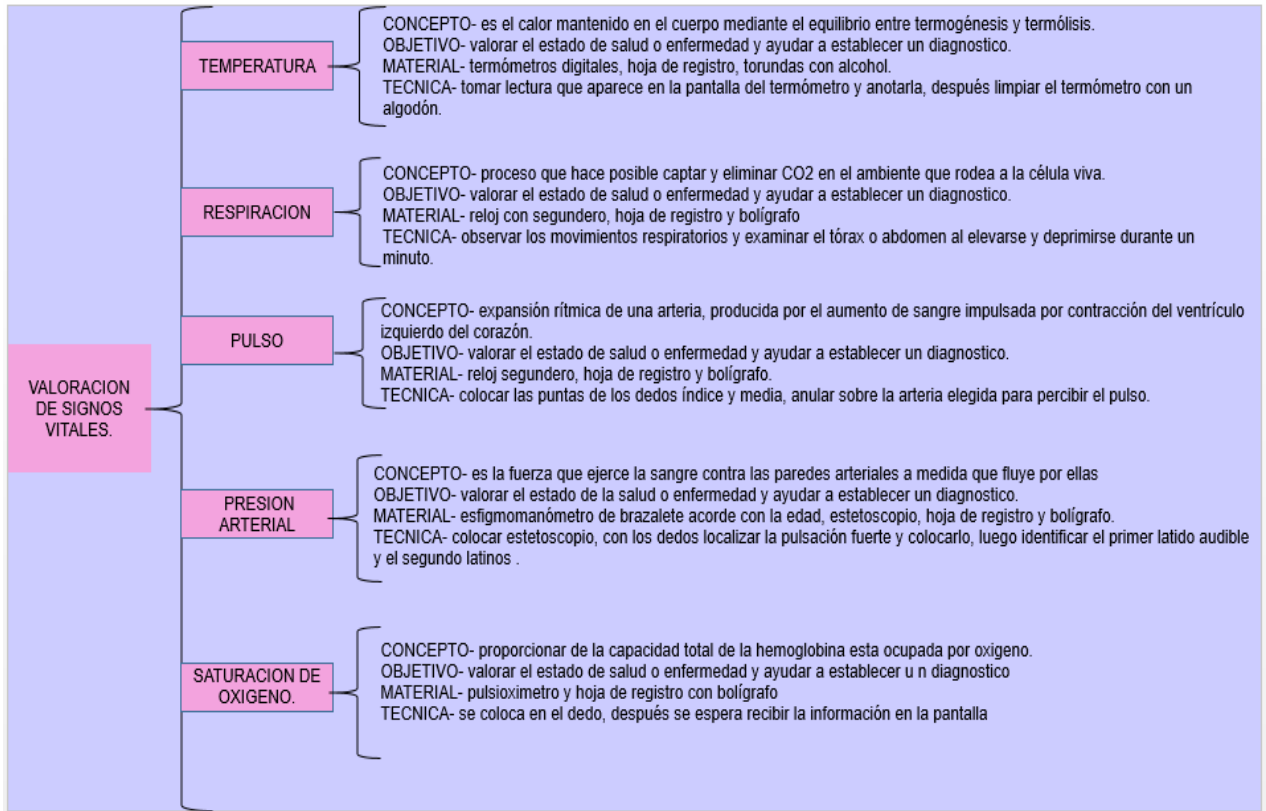 VALORACION
DE SIGNOS
VITALES.
TEMPERATURA
CONCEPTO- es el calor mantenido en el cuerpo mediante el equilibrio entre termogénesis y termólisis.
OBJETIVO- valorar el estado de salud o enfermedad y ayudar a establecer un diagnostico.
MATERIAL- termómetros digitales, hoja de registro, torundas con alcohol.
TECNICA- tomar lectura que aparece en la pantalla del termómetro y anotarla, después limpiar el termómetro con un
algodón.
RESPIRACION
CONCEPTO- proceso que hace posible captar y eliminar CO2 en el ambiente que rodea a la célula viva.
OBJETIVO- valorar el estado de salud o enfermedad y ayudar a establecer un diagnostico.
MATERIAL- reloj con segundero, hoja de registro y bolígrafo
TECNICA- observar los movimientos respiratorios y examinar el tórax o abdomen al elevarse y deprimirse durante un
minuto.
PULSO
CONCEPTO- expansión rítmica de una arteria, producida por el aumento de sangre impulsada por contracción del ventrículo
izquierdo del corazón.
OBJETIVO- valorar el estado de salud o enfermedad y ayudar a establecer un diagnostico.
MATERIAL- reloj segundero, hoja de registro y bolígrafo.
TECNICA- colocar las puntas de los dedos índice y media, anular sobre la arteria elegida para percibir el pulso.
PRESION
ARTERIAL
CONCEPTO- es la fuerza que ejerce la sangre contra las paredes arteriales a medida que fluye por ellas
OBJETIVO- valorar el estado de la salud o enfermedad y ayudar a establecer un diagnostico.
MATERIAL- esfigmomanómetro de brazalete acorde con la edad, estetoscopio, hoja de registro y bolígrafo.
TECNICA- colocar estetoscopio, con los dedos localizar la pulsación fuerte y colocarlo, luego identificar el primer latido audible
y el segundo latinos .
SATURACION DE
OXIGENO.
CONCEPTO- proporcionar de la capacidad total de la hemoglobina esta ocupada por oxigeno.
OBJETIVO- valorar el estado de salud o enfermedad y ayudar a establecer u n diagnostico
MATERIAL- pulsioximetro y hoja de registro con bolígrafo
TECNICA- se coloca en el dedo, después se espera recibir la información en la pantalla